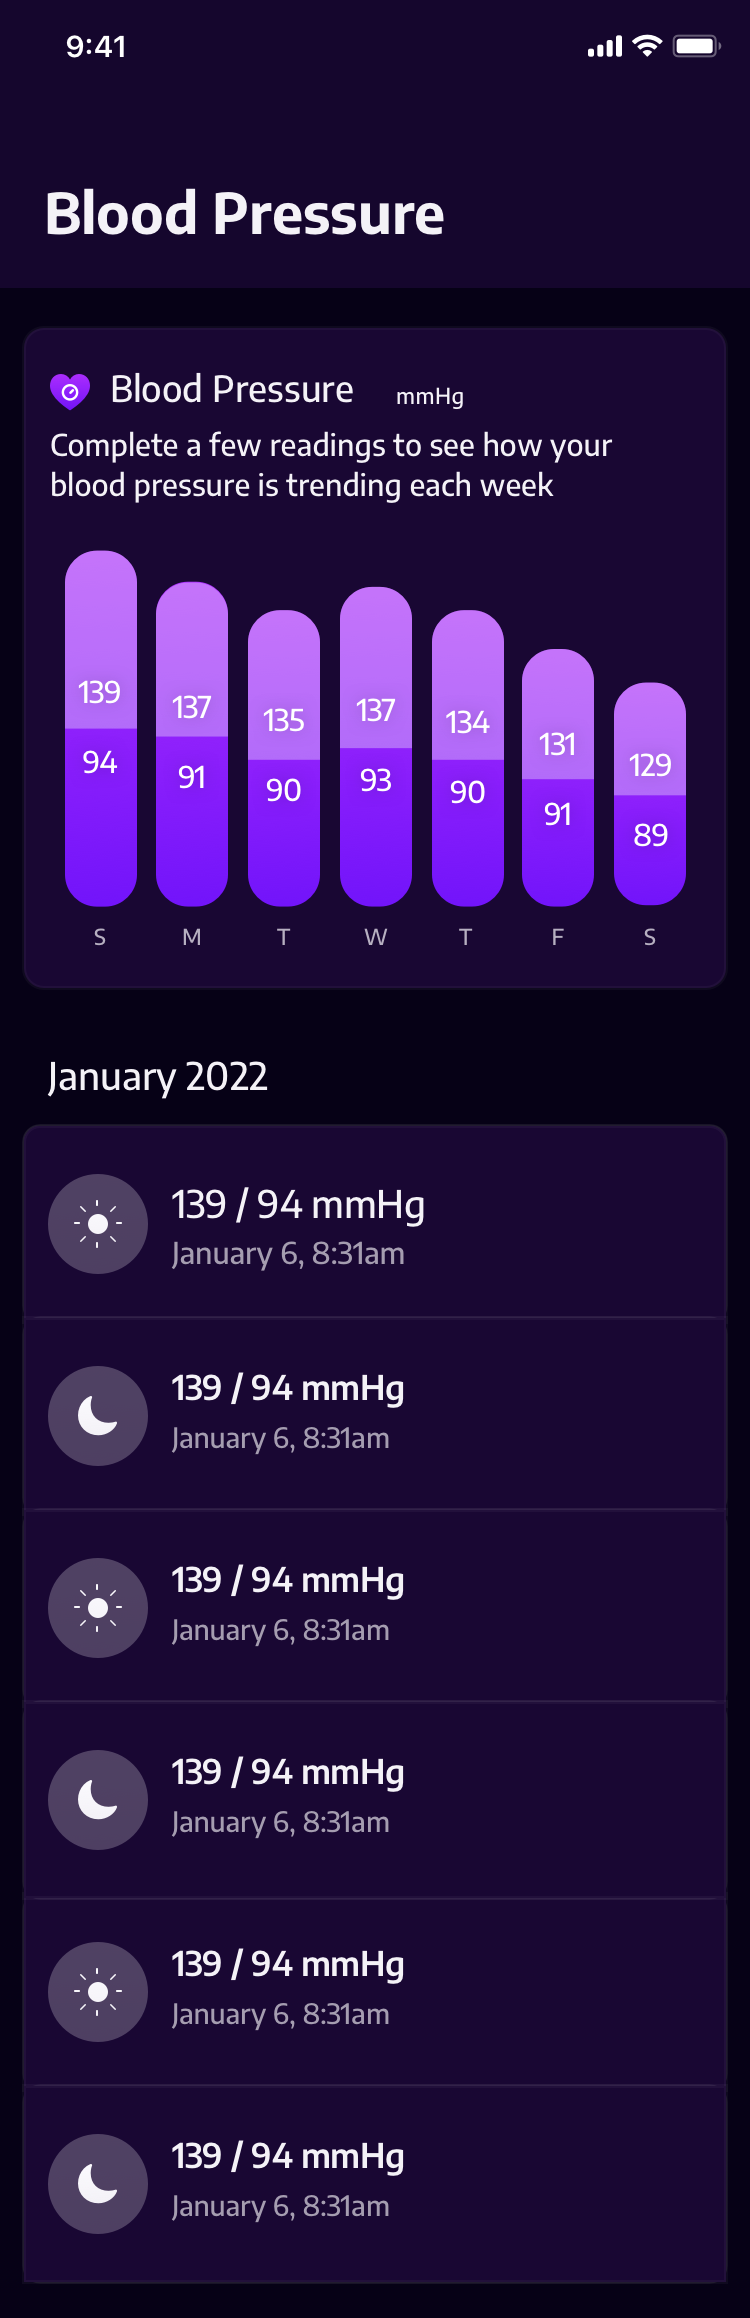 9:41
Blood Pressure
Blood Pressure mmHg
Complete a few readings to see how your
blood pressure is trending each week
139 137 135 137 134 131 129
94 91 90 93 90 91 89
S M T W T F S
January 2022
139 / 94 mmHg
January 6, 8:31am
139 / 94 mmHg
January 6, 8:31am
139 / 94 mmHg
January 6, 8:31am
139 / 94 mmHg
January 6, 8:31am
139 / 94 mmHg
January 6, 8:31am
139 / 94 mmHg
January 6, 8:31am